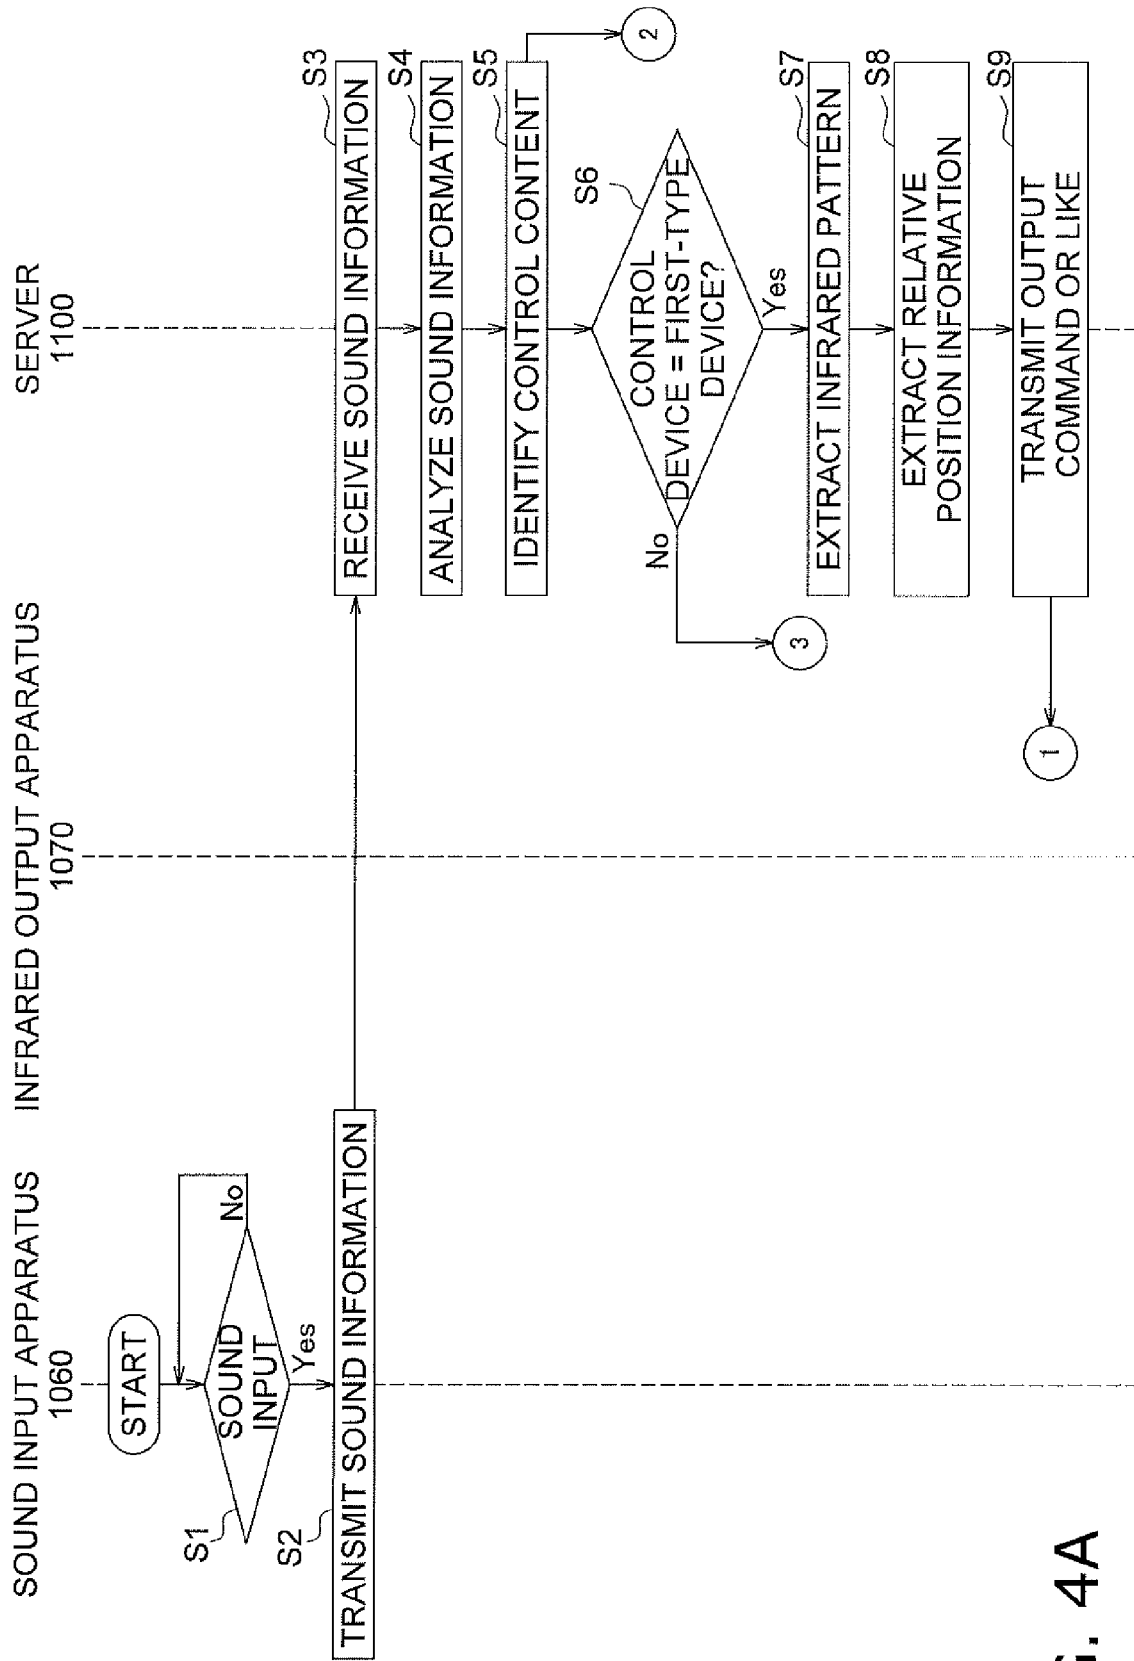 SOUND INPUT APPARATUS
1060
INFRARED OUTPUT APPARATUS
1070
SERVER
1100
START
S1
SOUND
INPUT
No
Yes
S2
TRANSMIT SOUND INFORMATION
S3
RECEIVE SOUND INFORMATION
S4
ANALYZE SOUND INFORMATION
S5
IDENTIFY CONTROL CONTENT
2
S6
CONTROL
DEVICE = FIRST-TYPE
DEVICE?
No
Yes
3
S7
EXTRACT INFRARED PATTERN
S8
EXTRACT RELATIVE
POSITION INFORMATION
S9
TRANSMIT OUTPUT
COMMAND OR LIKE
1
4A